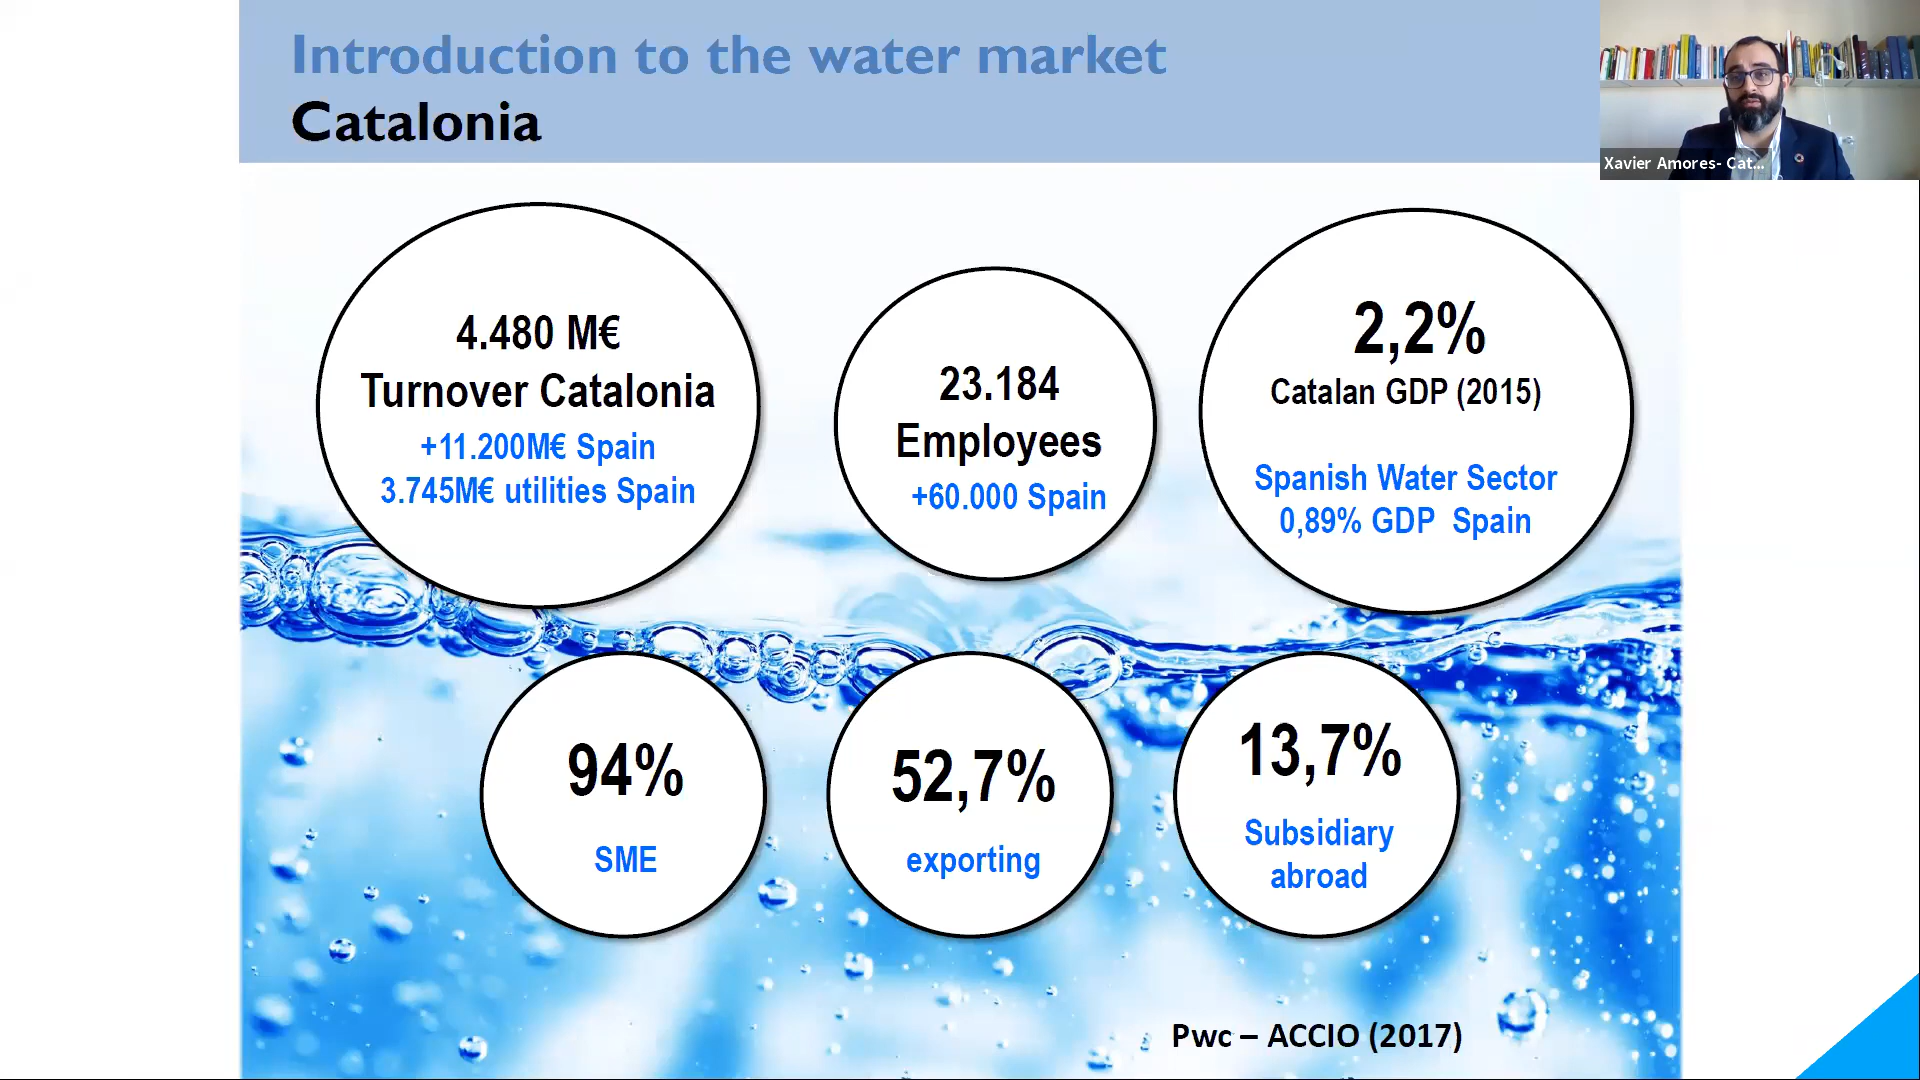 Introduction to the water market
Catalonia
Xavier Amores- Cat...
4.480 M€
Turnover Catalonia
+11.200M€ Spain
3.745M€ utilities Spain
23.184
Employees
+60.000 Spain
2,2%
Catalan GDP (2015)
Spanish Water Sector
0,89% GDP Spain
94%
SME
52,7%
exporting
13,7%
Subsidiary
abroad
Pwc – ACCIO (2017)